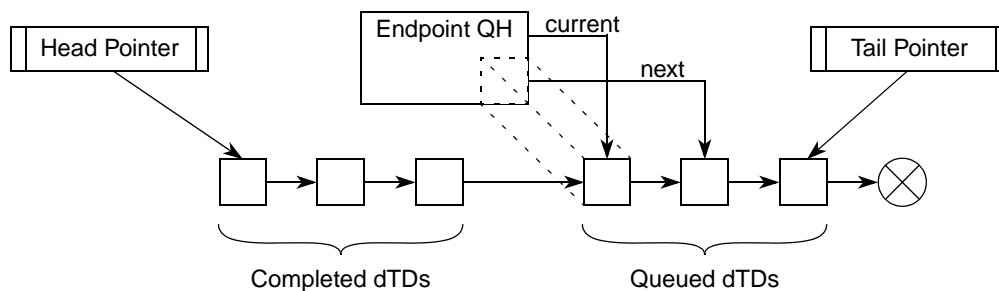 Head Pointer
Endpoint QH
current
Tail Pointer
next
Completed dTDs
Queued dTDs